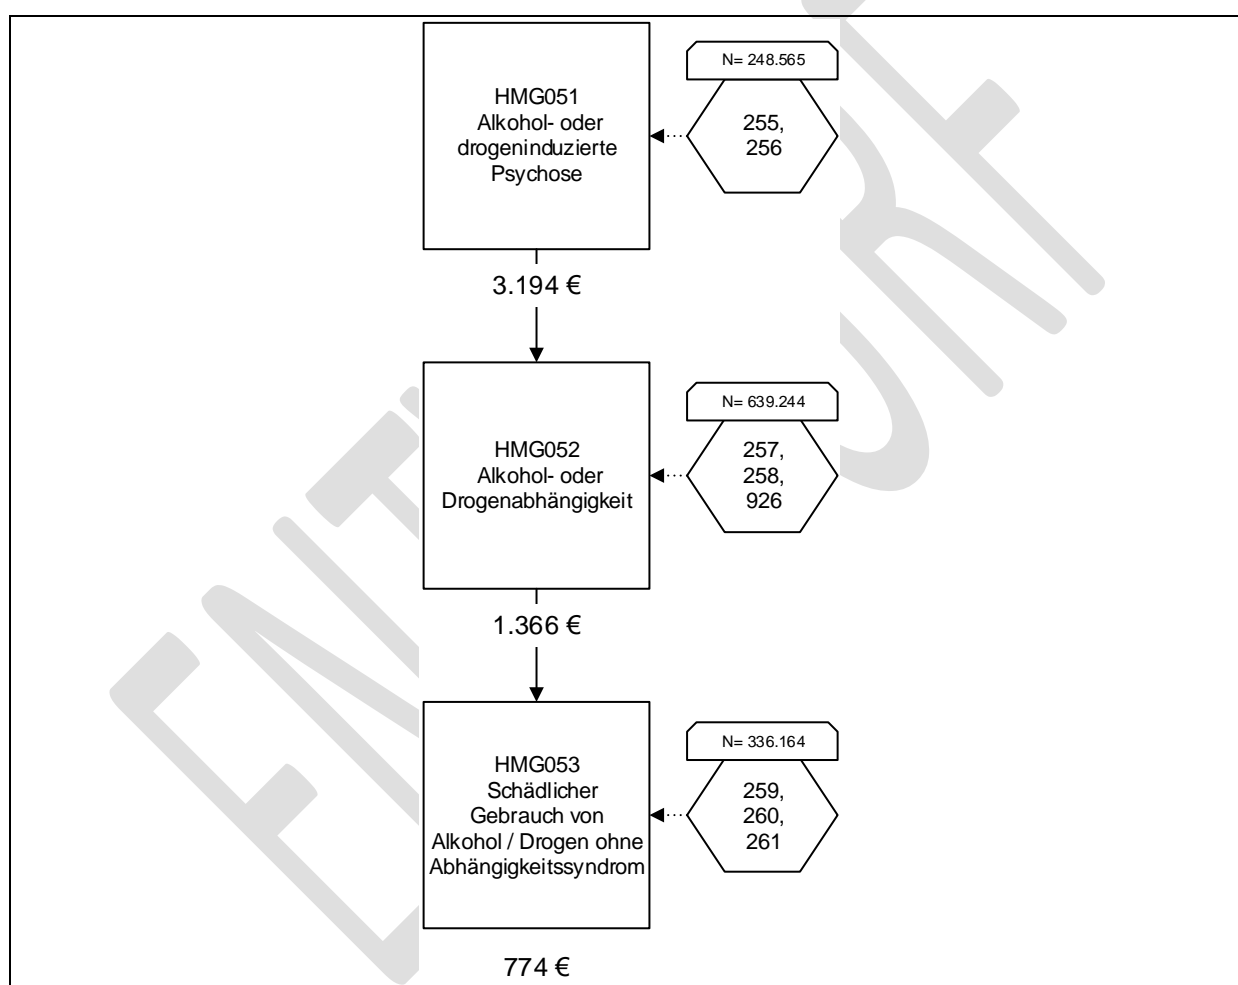 N= 248.565
HMG051
Alkohol- oder
drogeninduzierte
Psychose
255,
256
3.194 €
N= 639.244
HMG052
Alkohol- oder
Drogenabhängigkeit
257,
258,
926
1.366 €
N= 336.164
HMG053
Schädlicher
Gebrauch von
Alkohol / Drogen ohne
Abhängigkeitssyndrom
259,
260,
261
774 €